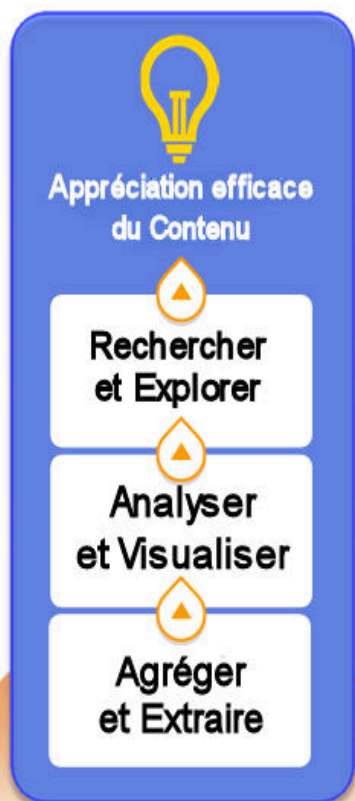 Appréciation efficace
du Contenu
Rechercher
et Explorer
Analyser
et Visualiser
Agréger
et Extraire